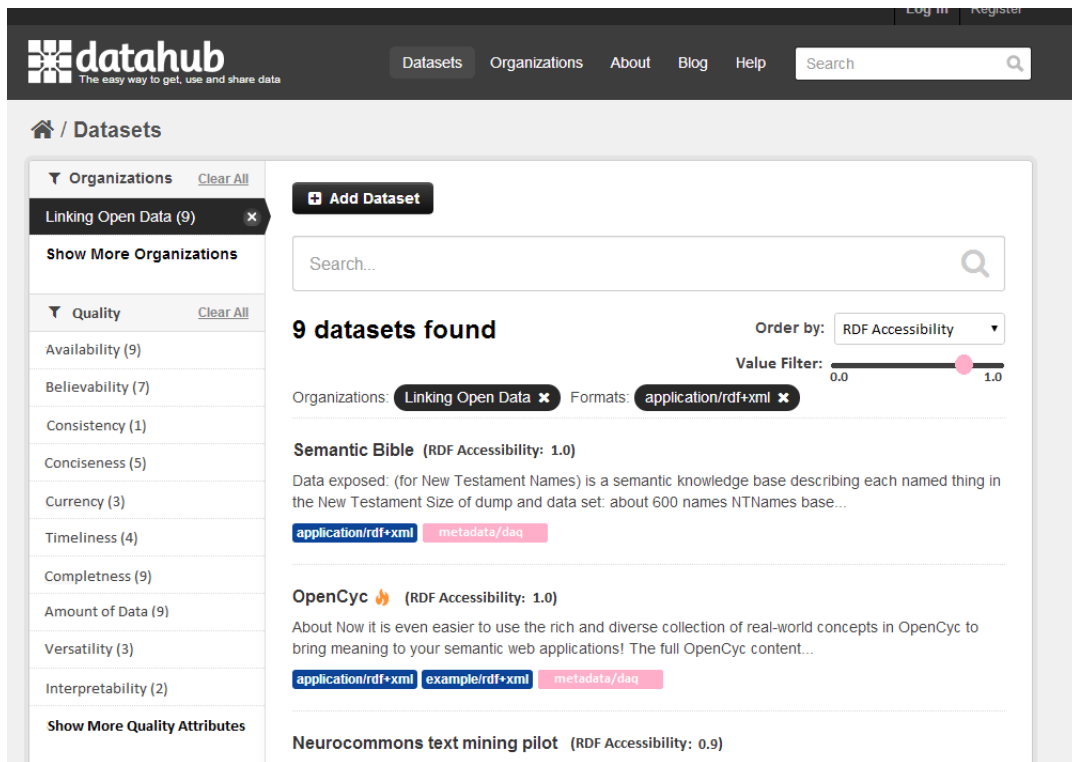 Log in Register
datahub
The easy way to get, use and share data
Datasets Organizations About Blog Help Search
/ Datasets
Organizations Clear All
Linking Open Data (9)
Show More Organizations
Quality Clear All
Availability (9)
Believability (7)
Consistency (1)
Conciseness (5)
Currency (3)
Timeliness (4)
Completness (9)
Amount of Data (9)
Versatility (3)
Interpretability (2)
Show More Quality Attributes
Add Dataset
Search...
9 datasets found
Order by: RDF Accessibility
Value Filter:
0.0 1.0
Organizations: Linking Open Data Formats: application/rdf+xml
Semantic Bible (RDF Accessibility: 1.0)
Data exposed: (for New Testament Names) is a semantic knowledge base describing each named thing in
the New Testament Size of dump and data set: about 600 names NTNames base...
application/rdf+xml metadata/daq
OpenCyc (RDF Accessibility: 1.0)
About Now it is even easier to use the rich and diverse collection of real-world concepts in OpenCyc to
bring meaning to your semantic web applications! The full OpenCyc content...
application/rdf+xml example/rdf+xml metadata/daq
Neurocommons text mining pilot (RDF Accessibility: 0.9)